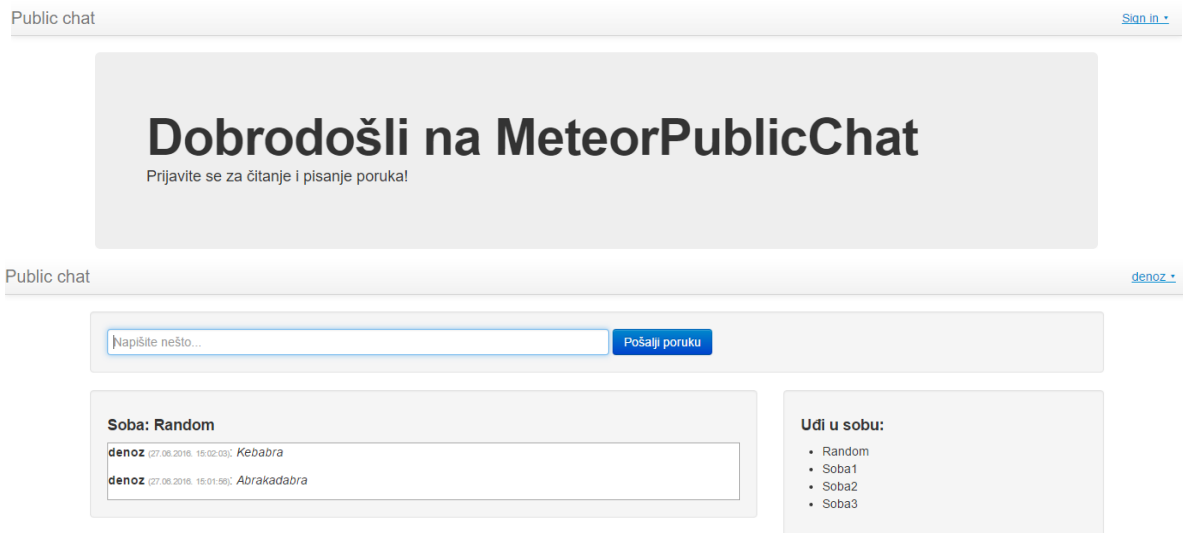 Public chat
Sign in ▾
Dobrodošli na MeteorPublicChat
Prijavite se za čitanje i pisanje poruka!
Public chat
denoz ▾
Napišite nešto...
Pošalji poruku
Soba: Random
denoz (27.06.2016. 15:02:03): Kebabra
denoz (27.06.2016. 15:01:56): Abrakadabra
Uđi u sobu:
Random
Soba1
Soba2
Soba3